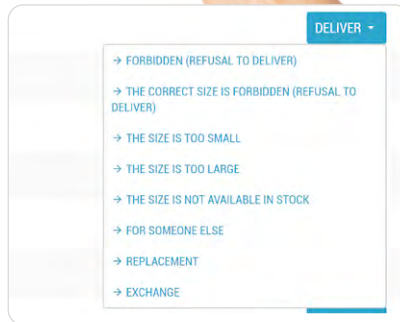 DELIVER
→ FORBIDDEN (REFUSAL TO DELIVER)
→ THE CORRECT SIZE IS FORBIDDEN (REFUSAL TO
DELIVER)
→ THE SIZE IS TOO SMALL
→ THE SIZE IS TOO LARGE
→ THE SIZE IS NOT AVAILABLE IN STOCK
→ FOR SOMEONE ELSE
→ REPLACEMENT
→ EXCHANGE